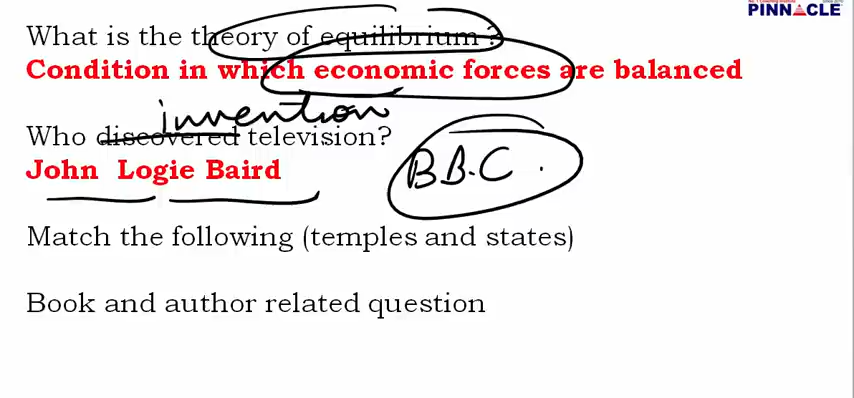 PINNACLE
What is the theory of equilibrium ?
Condition in which economic forces are balanced
invention
Who discovered television?
John Logie Baird
B.B.C.
Match the following (temples and states)
Book and author related question